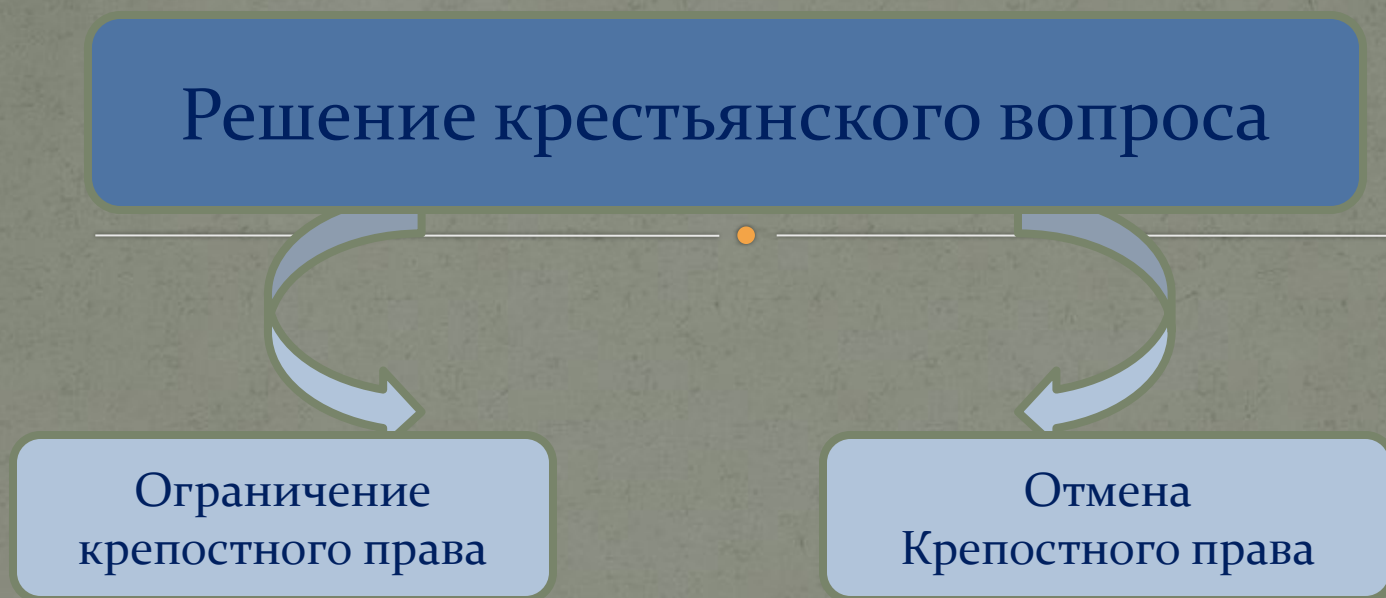 Решение крестьянского вопроса
Ограничение
крепостного права
Отмена
Крепостного права